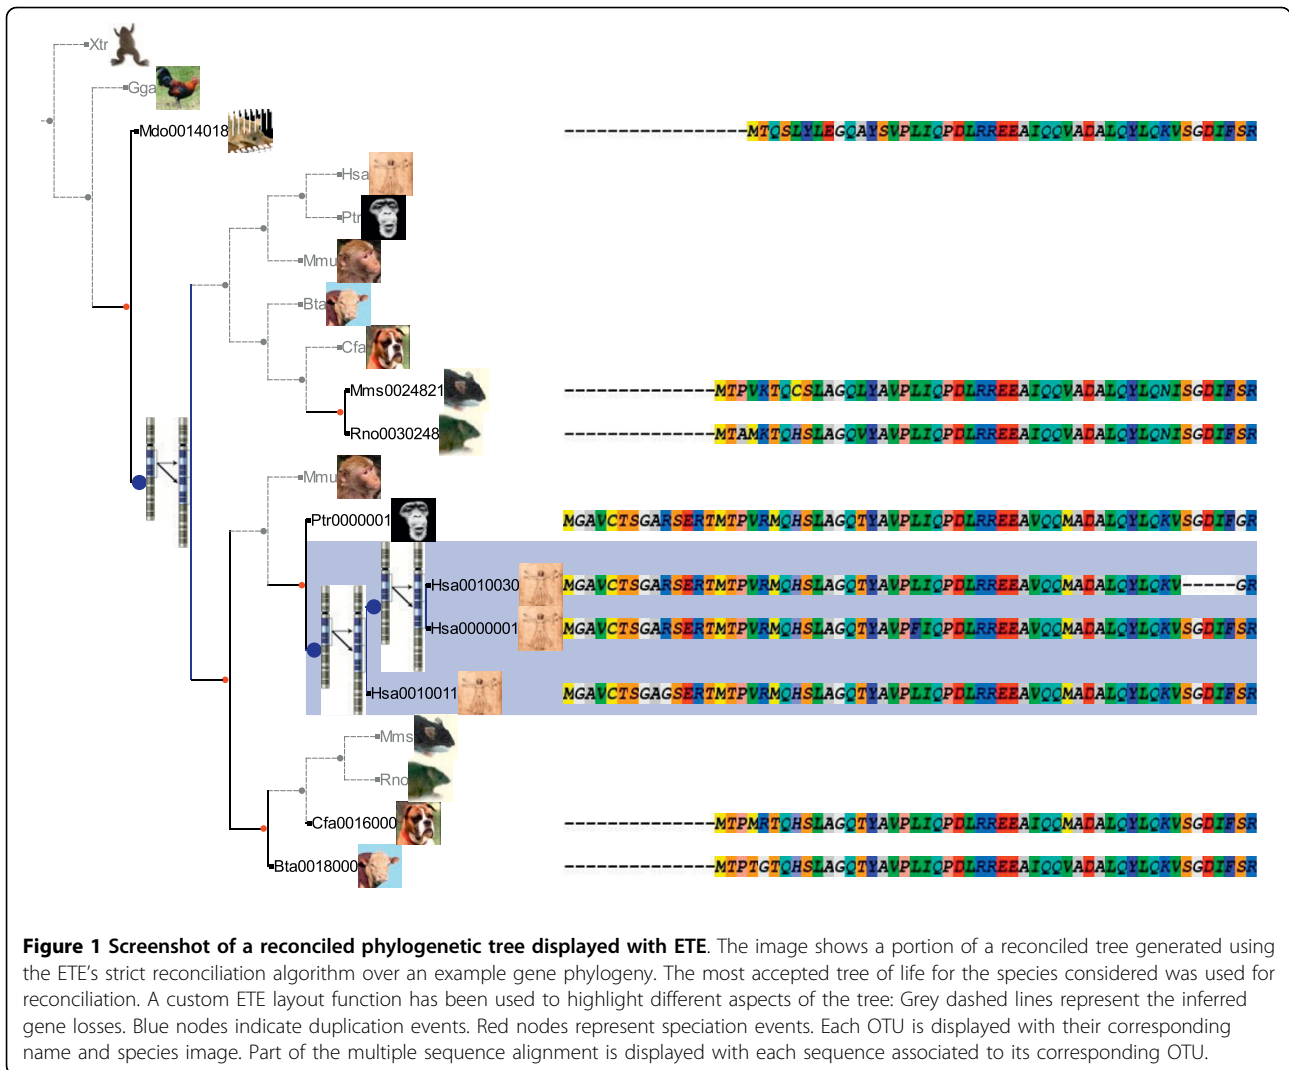 Xtr
Gga
Mdo0014018 -----------------MTQSLYLEGQAYSVPLIQPDLRREEAIQQVADALQYLQKVSGDIFSR
Hsa
Ptr
Mmu
Bta
Cfa
Mms0024821 --------------MTPVKTQCSLAGQLYAVPLIQPDLRREEAIQQVADALQYLQNISGDIFSR
Rno0030248 --------------MTAMKTQHSLAGQVYAVPLIQPDLRREEAIQQVADALQYLQNISGDIFSR
Mmu
Ptr0000001 MGAVCTSGARSERTMTPVRMQHSLAGQTYAVPLIQPDLRREEAVQQMADALQYLQKVSGDIFGR
Hsa0010030 MGAVCTSGARSERTMTPVRMQHSLAGQTYAVPLIQPDLRREEAVQQMADALQYLQKV-----GR
Hsa0000001 MGAVCTSGARSERTMTPVRMQHSLAGQTYAVPFIQPDLRREEAVQQMADALQYLQKVSGDIFSR
Hsa0010011 MGAVCTSGAGSERTMTPVRMQHSLAGQTYAVPLIQPDLRREEAVQQMADALQYLQKVSGDIFSR
Mms
Rno
Cfa0016000 --------------MTPMRTQHSLAGQTYAVPLIQPDLRREEAIQQMADALQYLQKVSGDIFSR
Bta0018000 --------------MTPTGTQHSLAGQTYAVPLIQPDLRREEAIQQVADALQYLQKVSGDIFSR
Figure 1 Screenshot of a reconciled phylogenetic tree displayed with ETE. The image shows a portion of a reconciled tree generated using
the ETE's strict reconciliation algorithm over an example gene phylogeny. The most accepted tree of life for the species considered was used for
reconciliation. A custom ETE layout function has been used to highlight different aspects of the tree: Grey dashed lines represent the inferred
gene losses. Blue nodes indicate duplication events. Red nodes represent speciation events. Each OTU is displayed with their corresponding
name and species image. Part of the multiple sequence alignment is displayed with each sequence associated to its corresponding OTU.